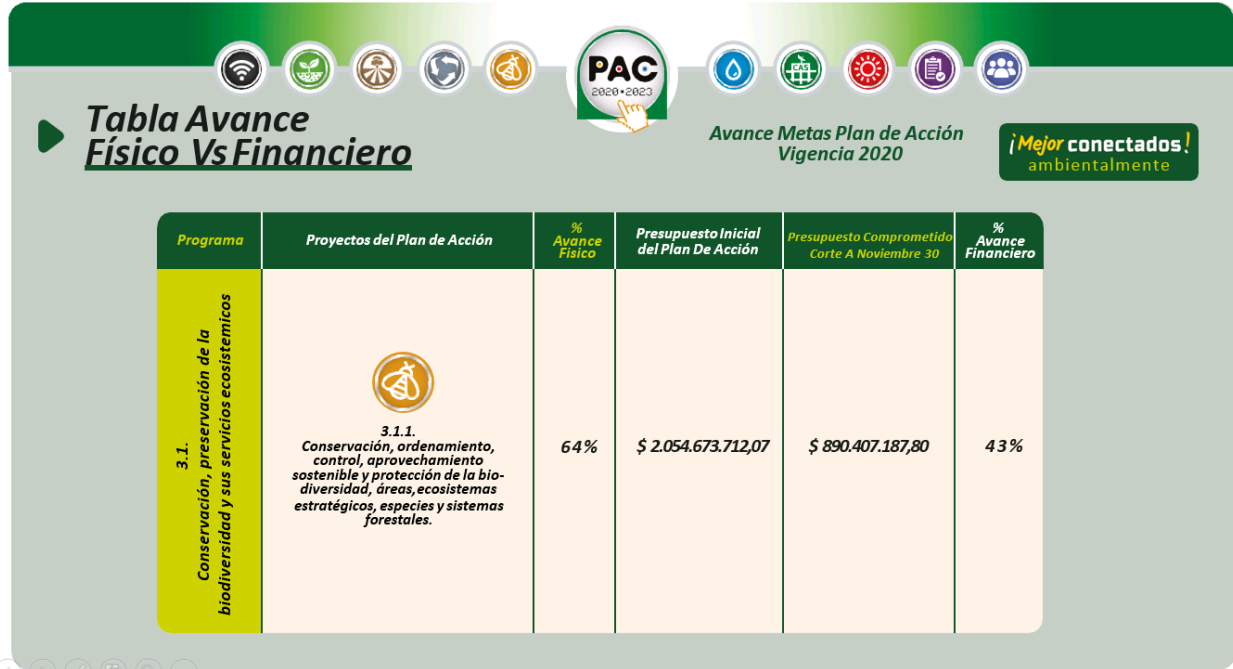 CAS
PAC
2020•2023
Tabla Avance
Físico Vs Financiero
Avance Metas Plan de Acción
Vigencia 2020
¡Mejor conectados!
ambientalmente
Programa
Proyectos del Plan de Acción
%
Avance
Fisico
Presupuesto Inicial
del Plan De Acción
Presupuesto Comprometido
Corte A Noviembre 30
%
Avance
Financiero
3.1.
Conservación, preservación de la
biodiversidad y sus servicios ecosistemicos
3.1.1.
Conservación, ordenamiento,
control, aprovechamiento
sostenible y protección de la bio-
diversidad, áreas,ecosistemas
estratégicos, especies y sistemas
forestales.
64%
$ 2.054.673.712,07
$ 890.407.187,80
43%